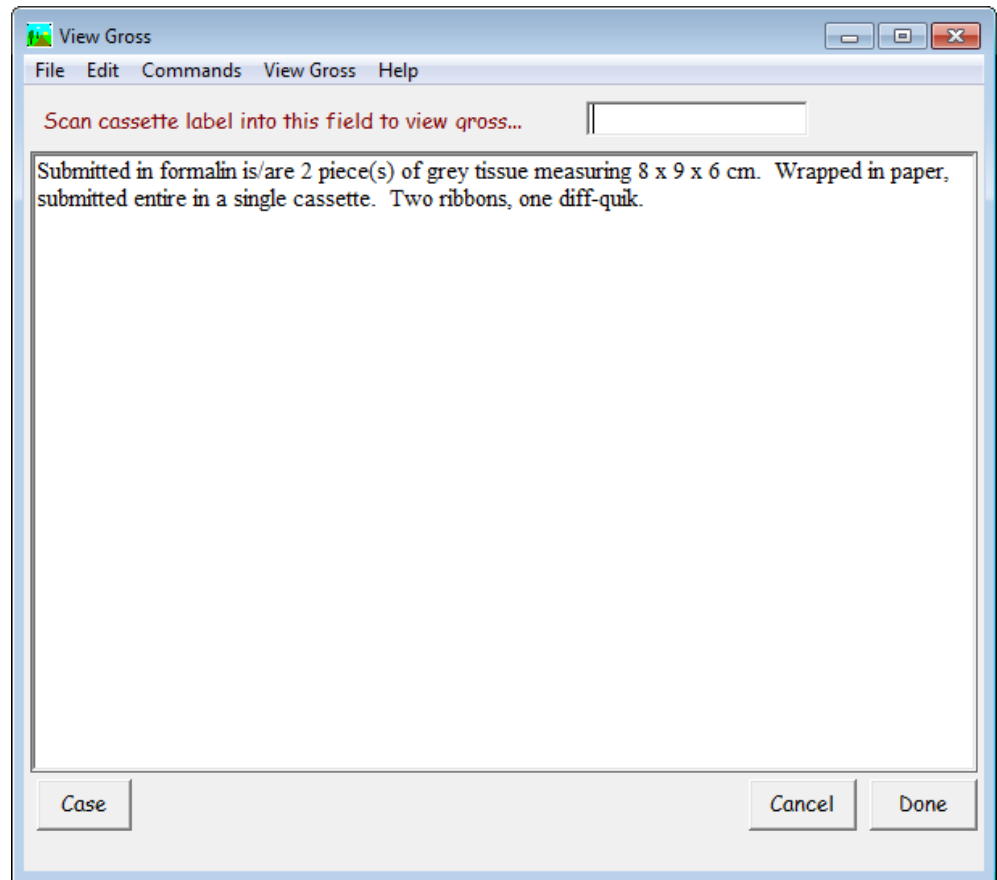 View Gross
File Edit Commands View Gross Help
Scan cassette label into this field to view gross...
Submitted in formalin is/are 2 piece(s) of grey tissue measuring 8 x 9 x 6 cm. Wrapped in paper,
submitted entire in a single cassette. Two ribbons, one diff-quik.
Case Cancel Done